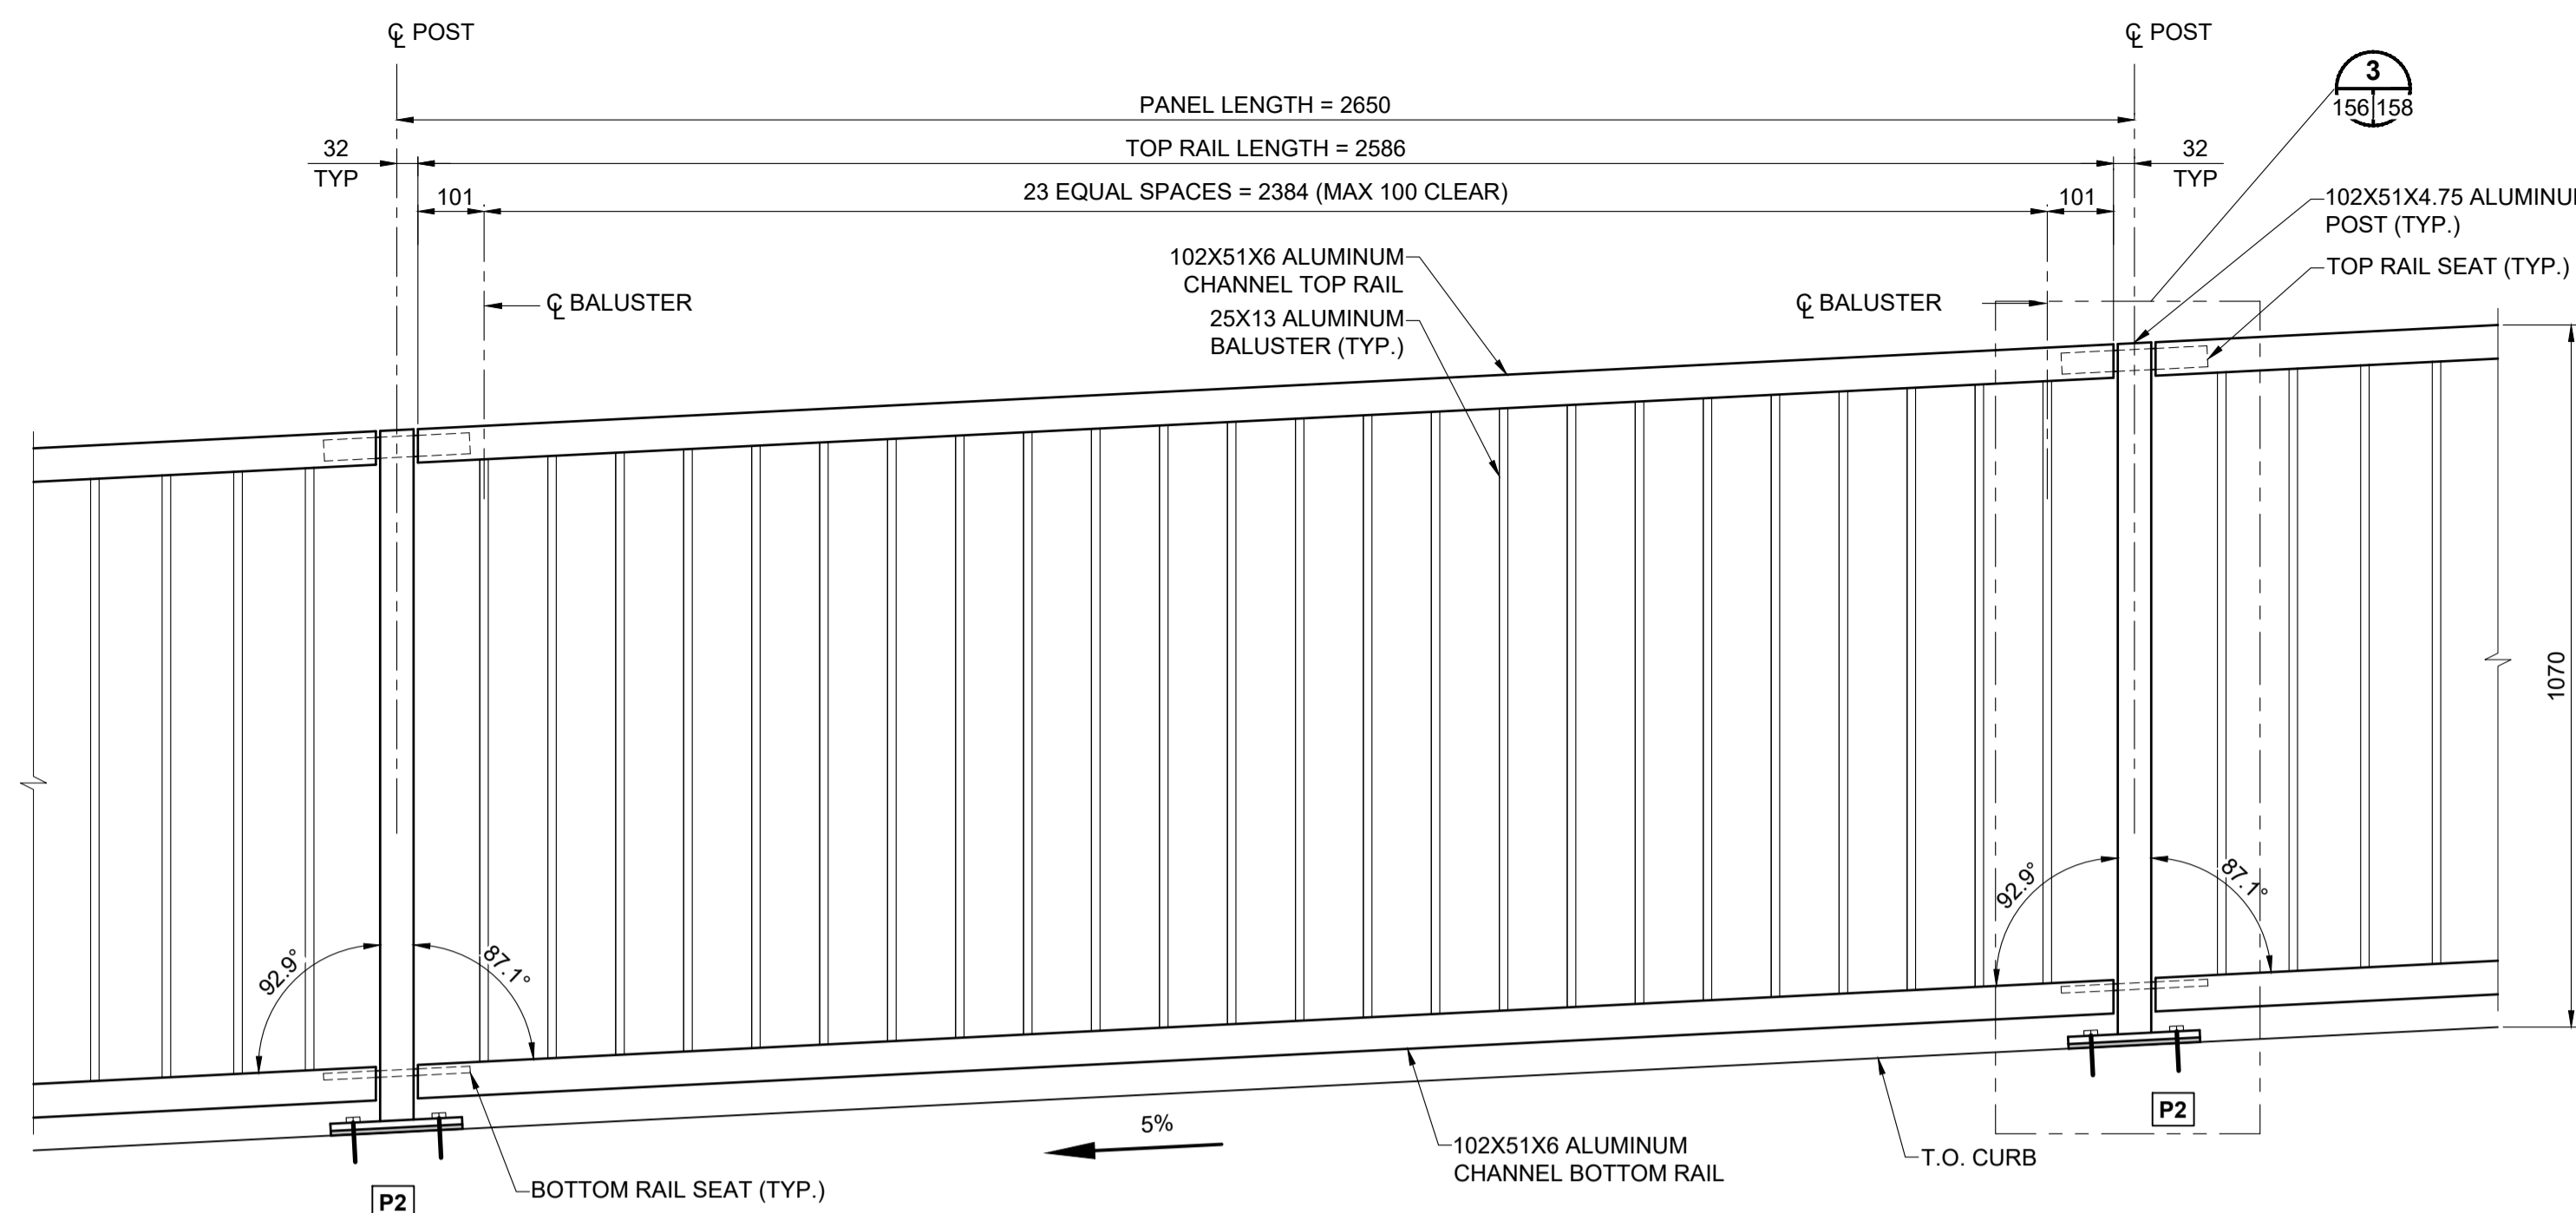 ℄ POST
℄ POST
3
156 158
PANEL LENGTH = 2650
32
TYP
TOP RAIL LENGTH = 2586
32
TYP
101
23 EQUAL SPACES = 2384 (MAX 100 CLEAR)
101
102X51X4.75 ALUMINU
POST (TYP.)
TOP RAIL SEAT (TYP.)
102X51X6 ALUMINUM
CHANNEL TOP RAIL
℄ BALUSTER
℄ BALUSTER
25X13 ALUMINUM
BALUSTER (TYP.)
1070
92.9°
87.1°
92.9°
87.1°
P2
5%
102X51X6 ALUMINUM
CHANNEL BOTTOM RAIL
T.O. CURB
BOTTOM RAIL SEAT (TYP.)
P2